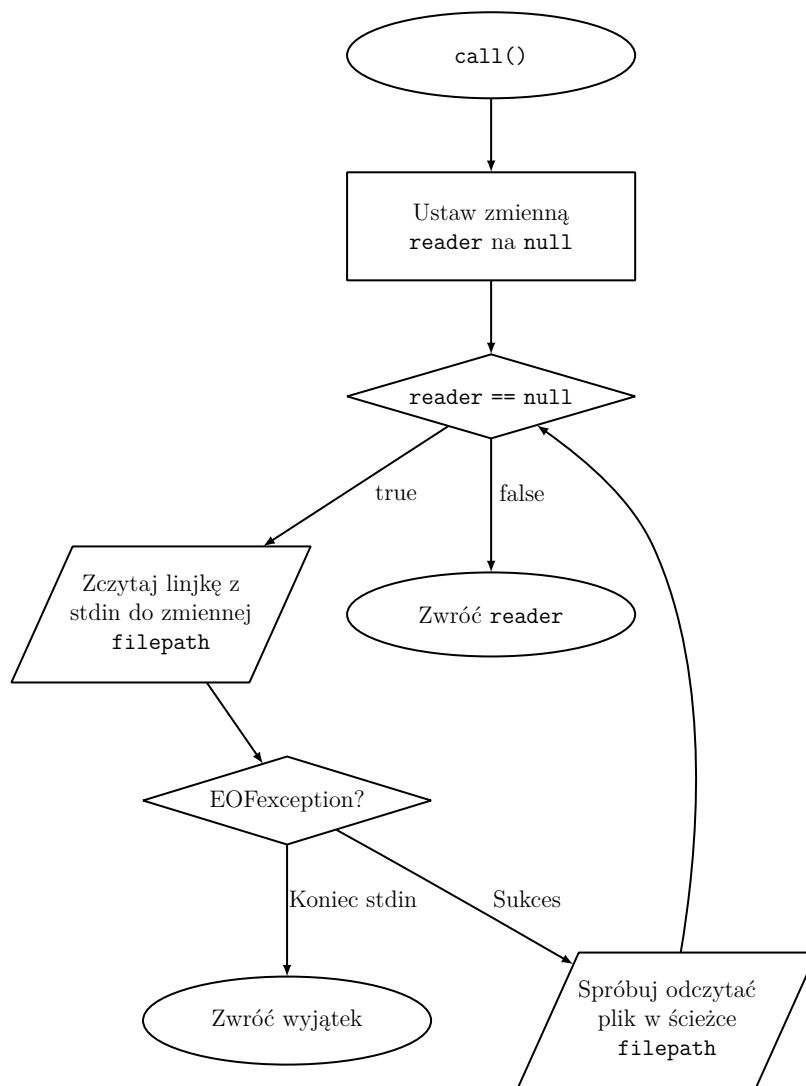 call()
Ustaw zmienną
reader na null
reader == null
true
false
Zczytaj linjkę z
stdin do zmiennej
filepath
Zwróć reader
EOFexception?
Koniec stdin
Sukces
Zwróć wyjątek
Spróbuj odczytać
plik w ścieżce
filepath